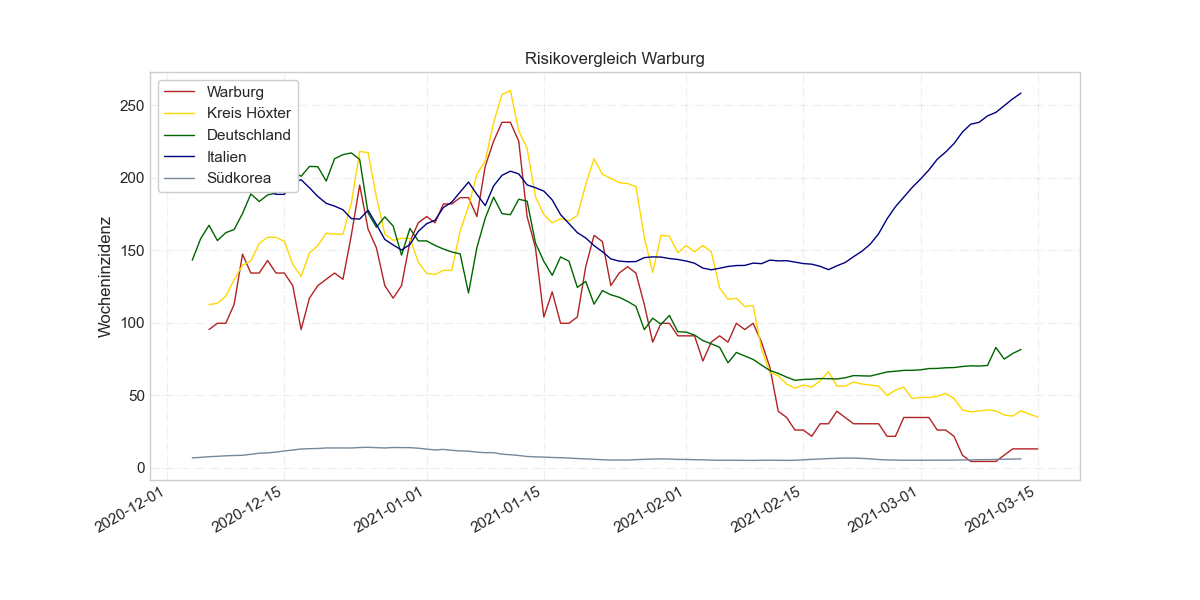 Risikovergleich Warburg
Wocheninzidenz
250
200
150
100
50
0
Warburg
Kreis Höxter
Deutschland
Italien
Südkorea
2020-12-01
2020-12-15
2021-01-01
2021-01-15
2021-02-01
2021-02-15
2021-03-01
2021-03-15